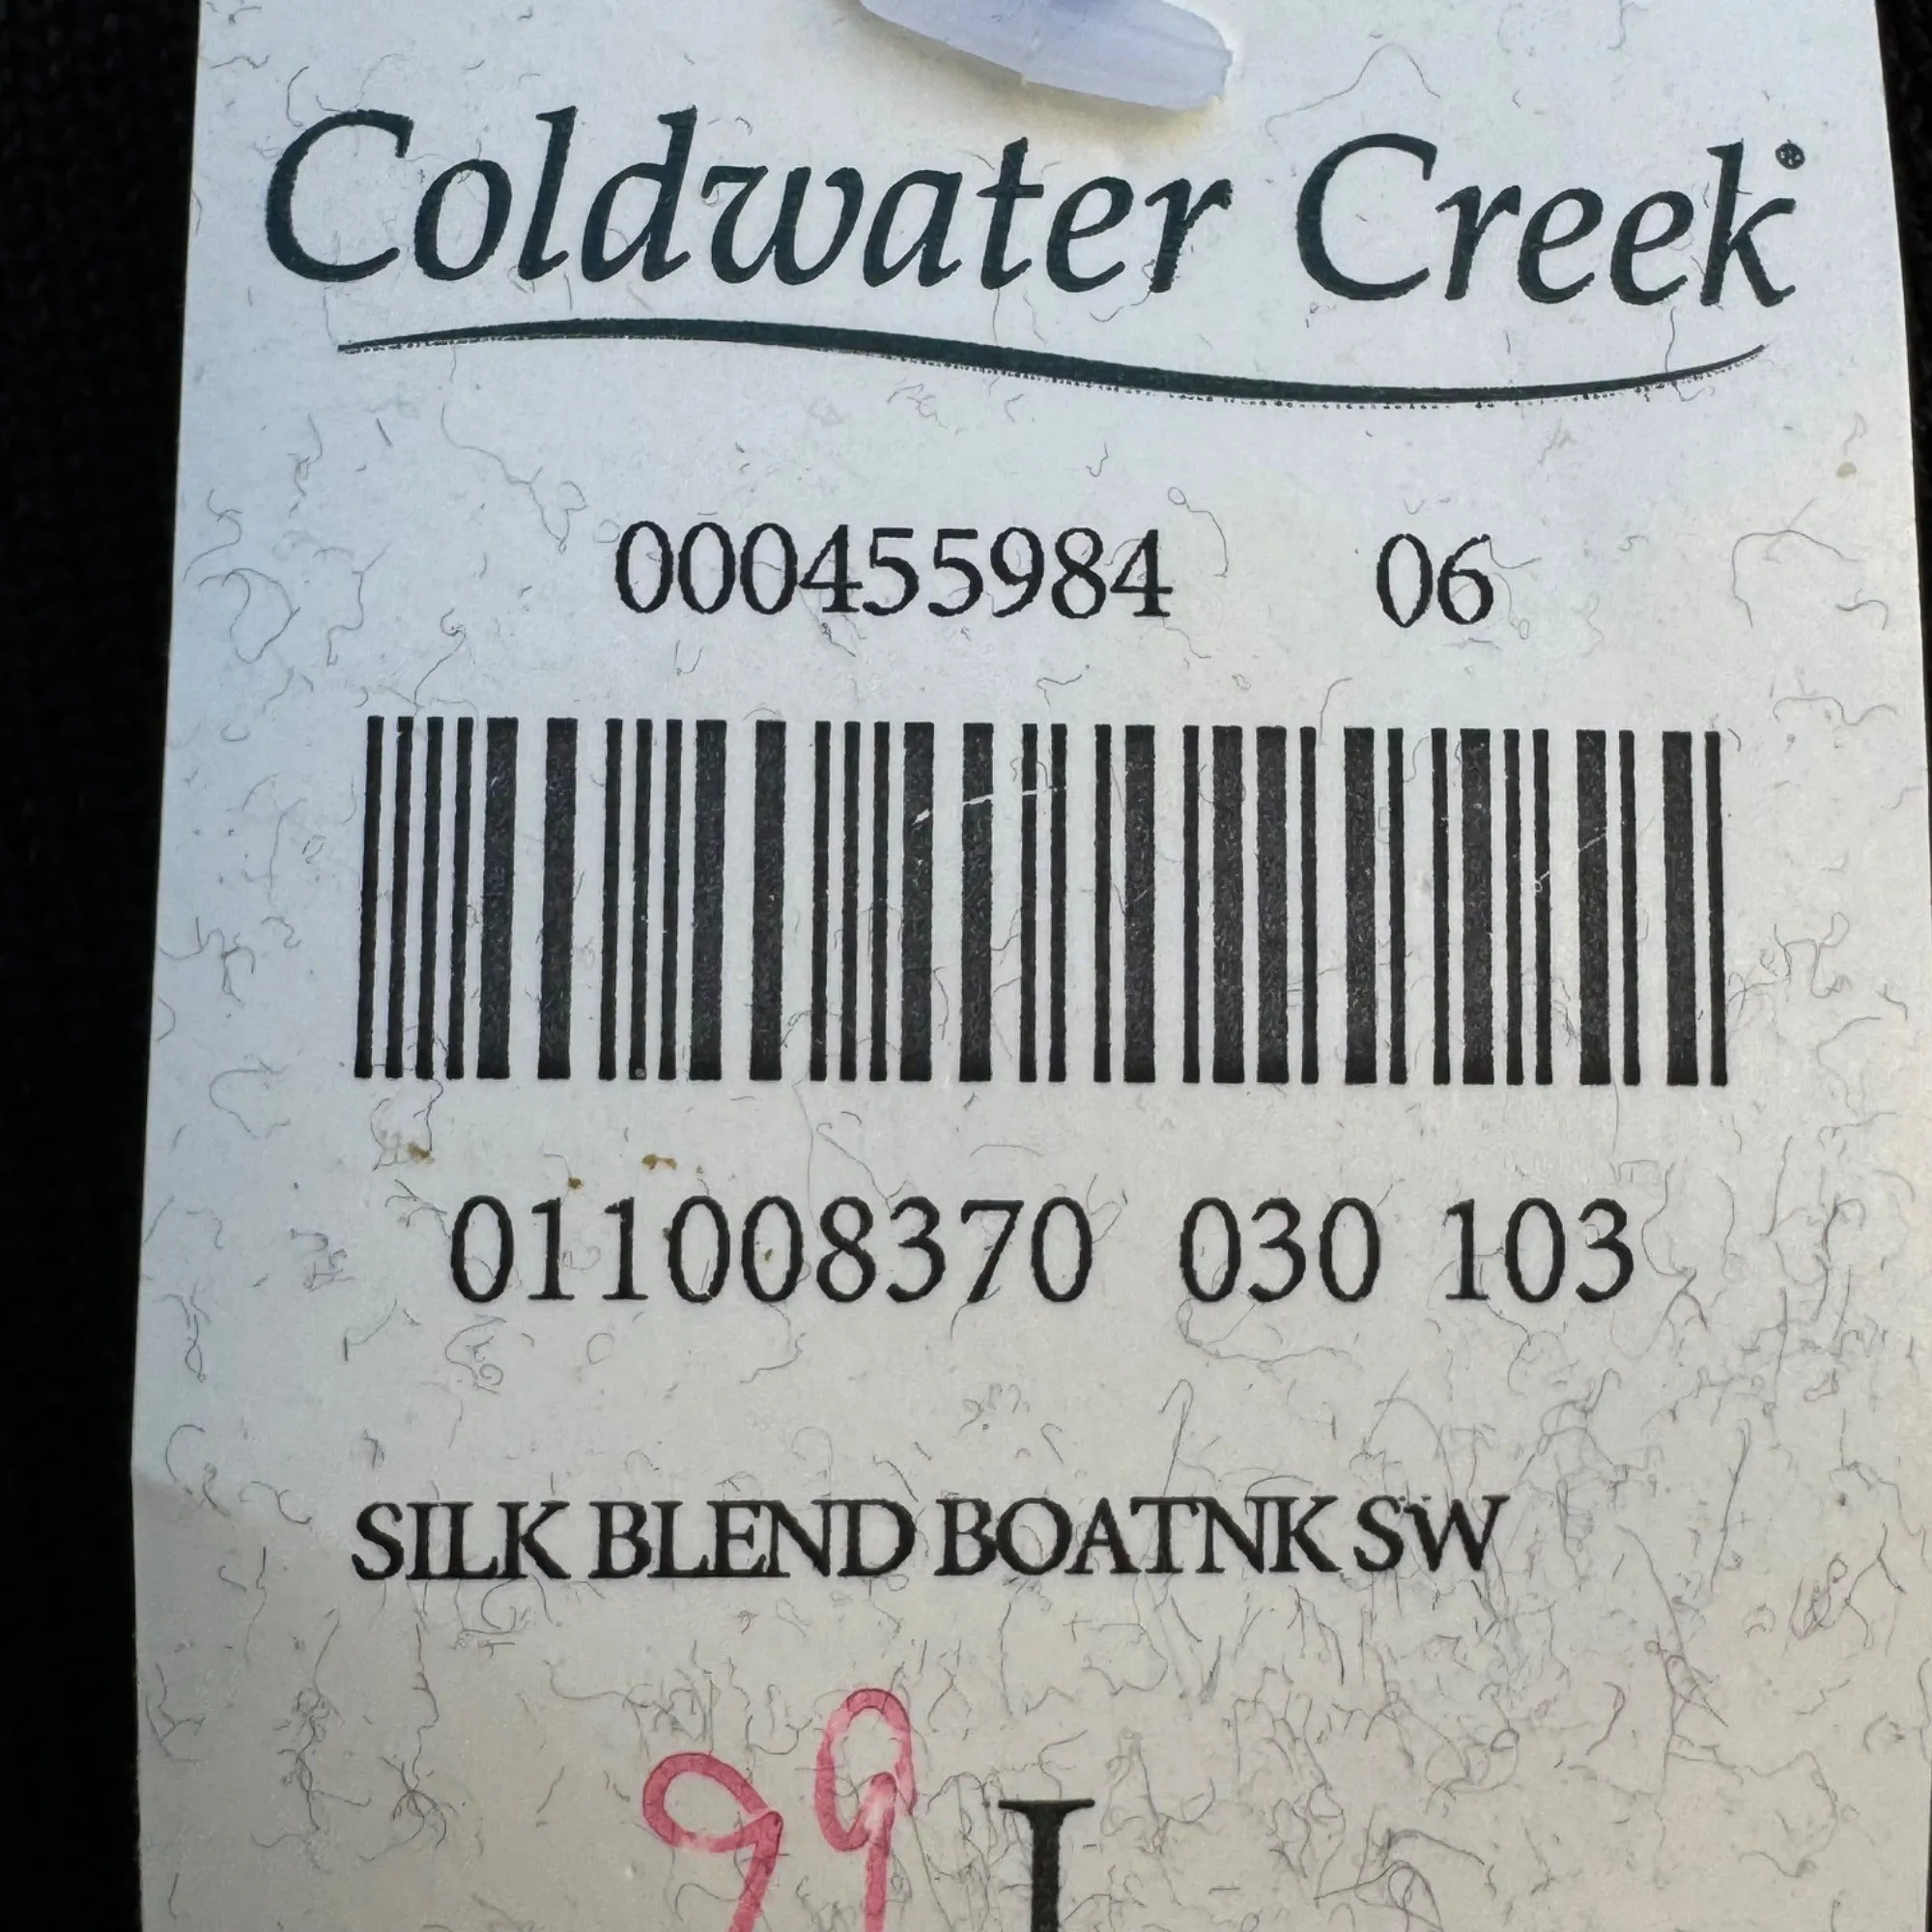 Coldwater Creek®
000455984 06
011008370 030 103
SILK BLEND BOATNK SW
99